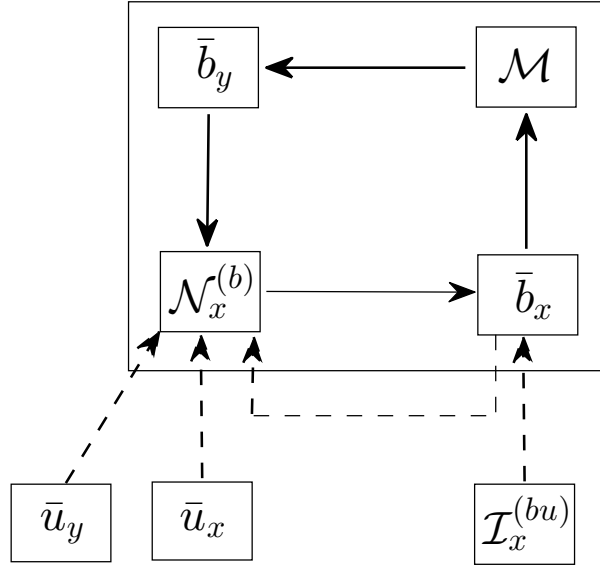 b̄_y
ℳ
𝒩_x^{(b)}
b̄_x
ū_y
ū_x
ℐ_x^{(bu)}